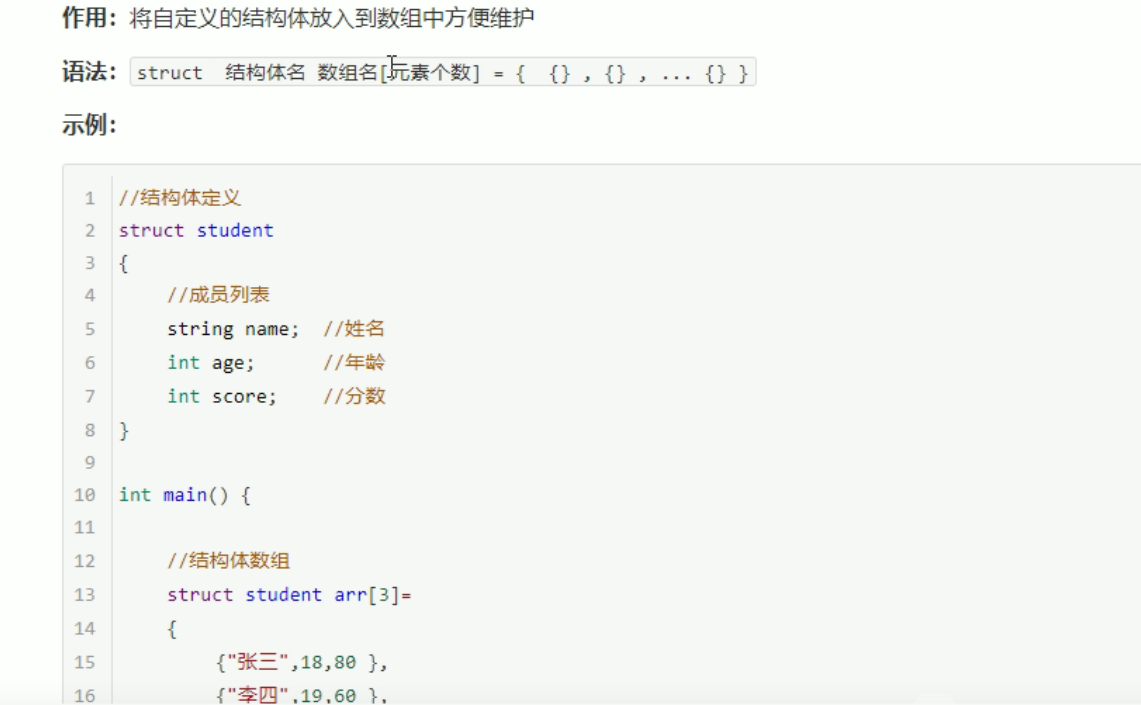 作用：将自定义的结构体放入到数组中方便维护
语法：struct 结构体名 数组名[元素个数] = { {} , {} , ... {} }
示例：
1 //结构体定义
2 struct student
3 {
4 //成员列表
5 string name; //姓名
6 int age; //年龄
7 int score; //分数
8 }
9
10 int main() {
11
12 //结构体数组
13 struct student arr[3]=
14 {
15 {"张三",18,80 },
16 {"李四",19,60 },